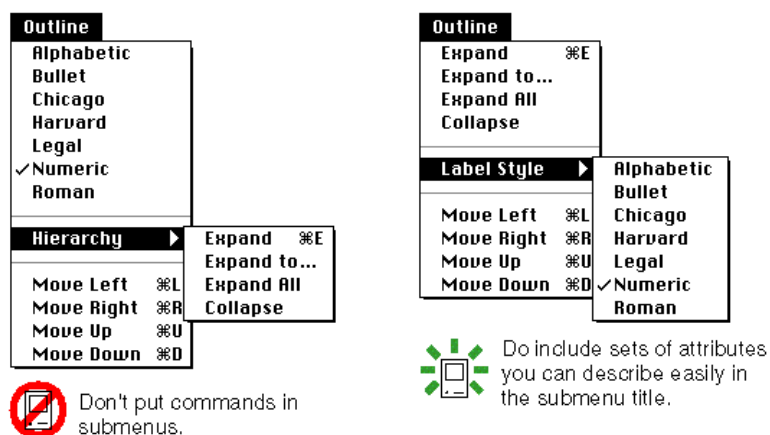 Outline
Alphabetic
Bullet
Chicago
Harvard
Legal
✓Numeric
Roman
Hierarchy ▶
Expand ⌘E
Expand to...
Expand All
Collapse
Move Left ⌘L
Move Right ⌘R
Move Up ⌘U
Move Down ⌘D
Don't put commands in
submenus.
Outline
Expand ⌘E
Expand to...
Expand All
Collapse
Label Style ▶
Alphabetic
Bullet
Chicago
Harvard
Legal
✓Numeric
Roman
Move Left ⌘L
Move Right ⌘R
Move Up ⌘U
Move Down ⌘D
Do include sets of attributes
you can describe easily in
the submenu title.